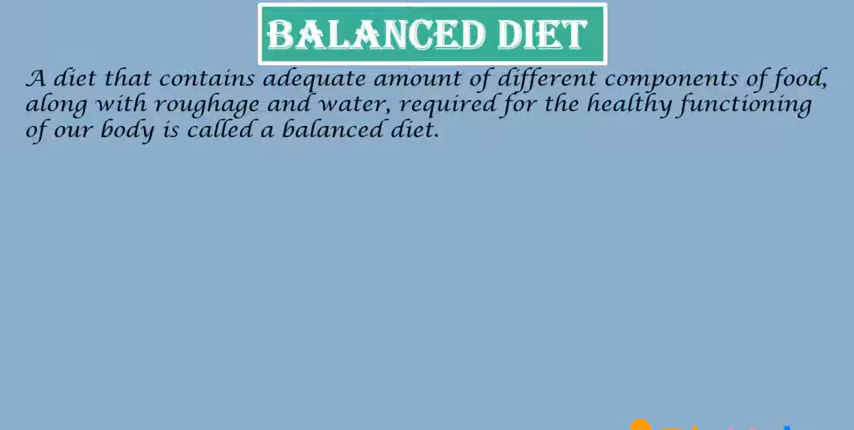 BALANCED DIET
A diet that contains adequate amount of different components of food,
along with roughage and water, required for the healthy functioning
of our body is called a balanced diet.